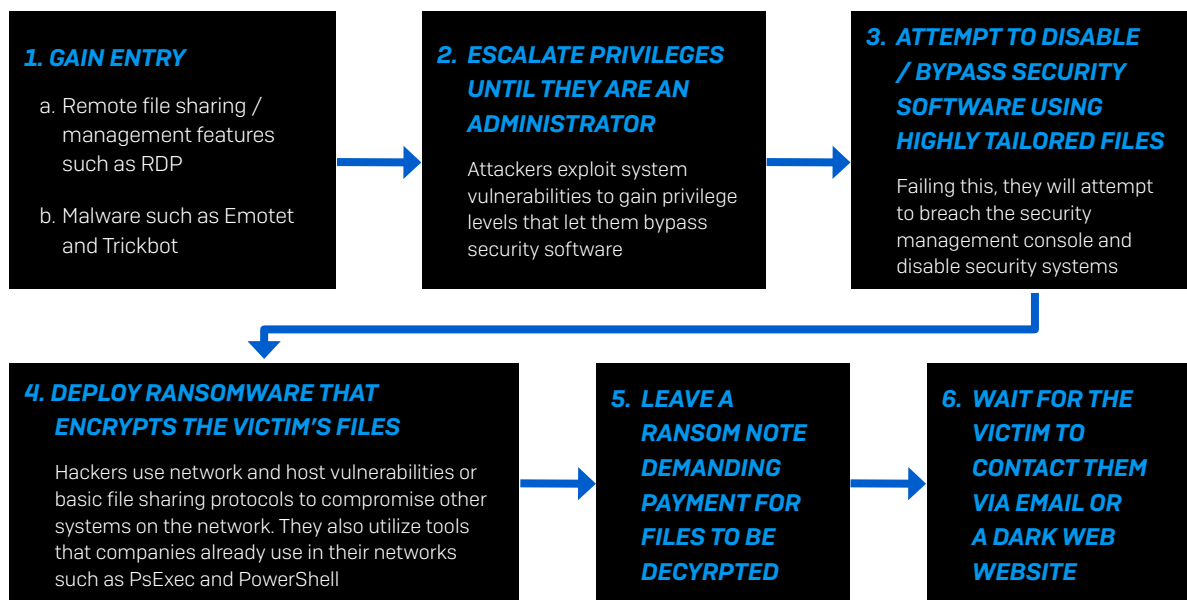 1. GAIN ENTRY
a. Remote file sharing /
management features
such as RDP
b. Malware such as Emotet
and Trickbot
2. ESCALATE PRIVILEGES
UNTIL THEY ARE AN
ADMINISTRATOR
Attackers exploit system
vulnerabilities to gain privilege
levels that let them bypass
security software
3. ATTEMPT TO DISABLE
/ BYPASS SECURITY
SOFTWARE USING
HIGHLY TAILORED FILES
Failing this, they will attempt
to breach the security
management console and
disable security systems
4. DEPLOY RANSOMWARE THAT
ENCRYPTS THE VICTIM'S FILES
Hackers use network and host vulnerabilities or
basic file sharing protocols to compromise other
systems on the network. They also utilize tools
that companies already use in their networks
such as PsExec and PowerShell
5. LEAVE A
RANSOM NOTE
DEMANDING
PAYMENT FOR
FILES TO BE
DECYRPTED
6. WAIT FOR THE
VICTIM TO
CONTACT THEM
VIA EMAIL OR
A DARK WEB
WEBSITE